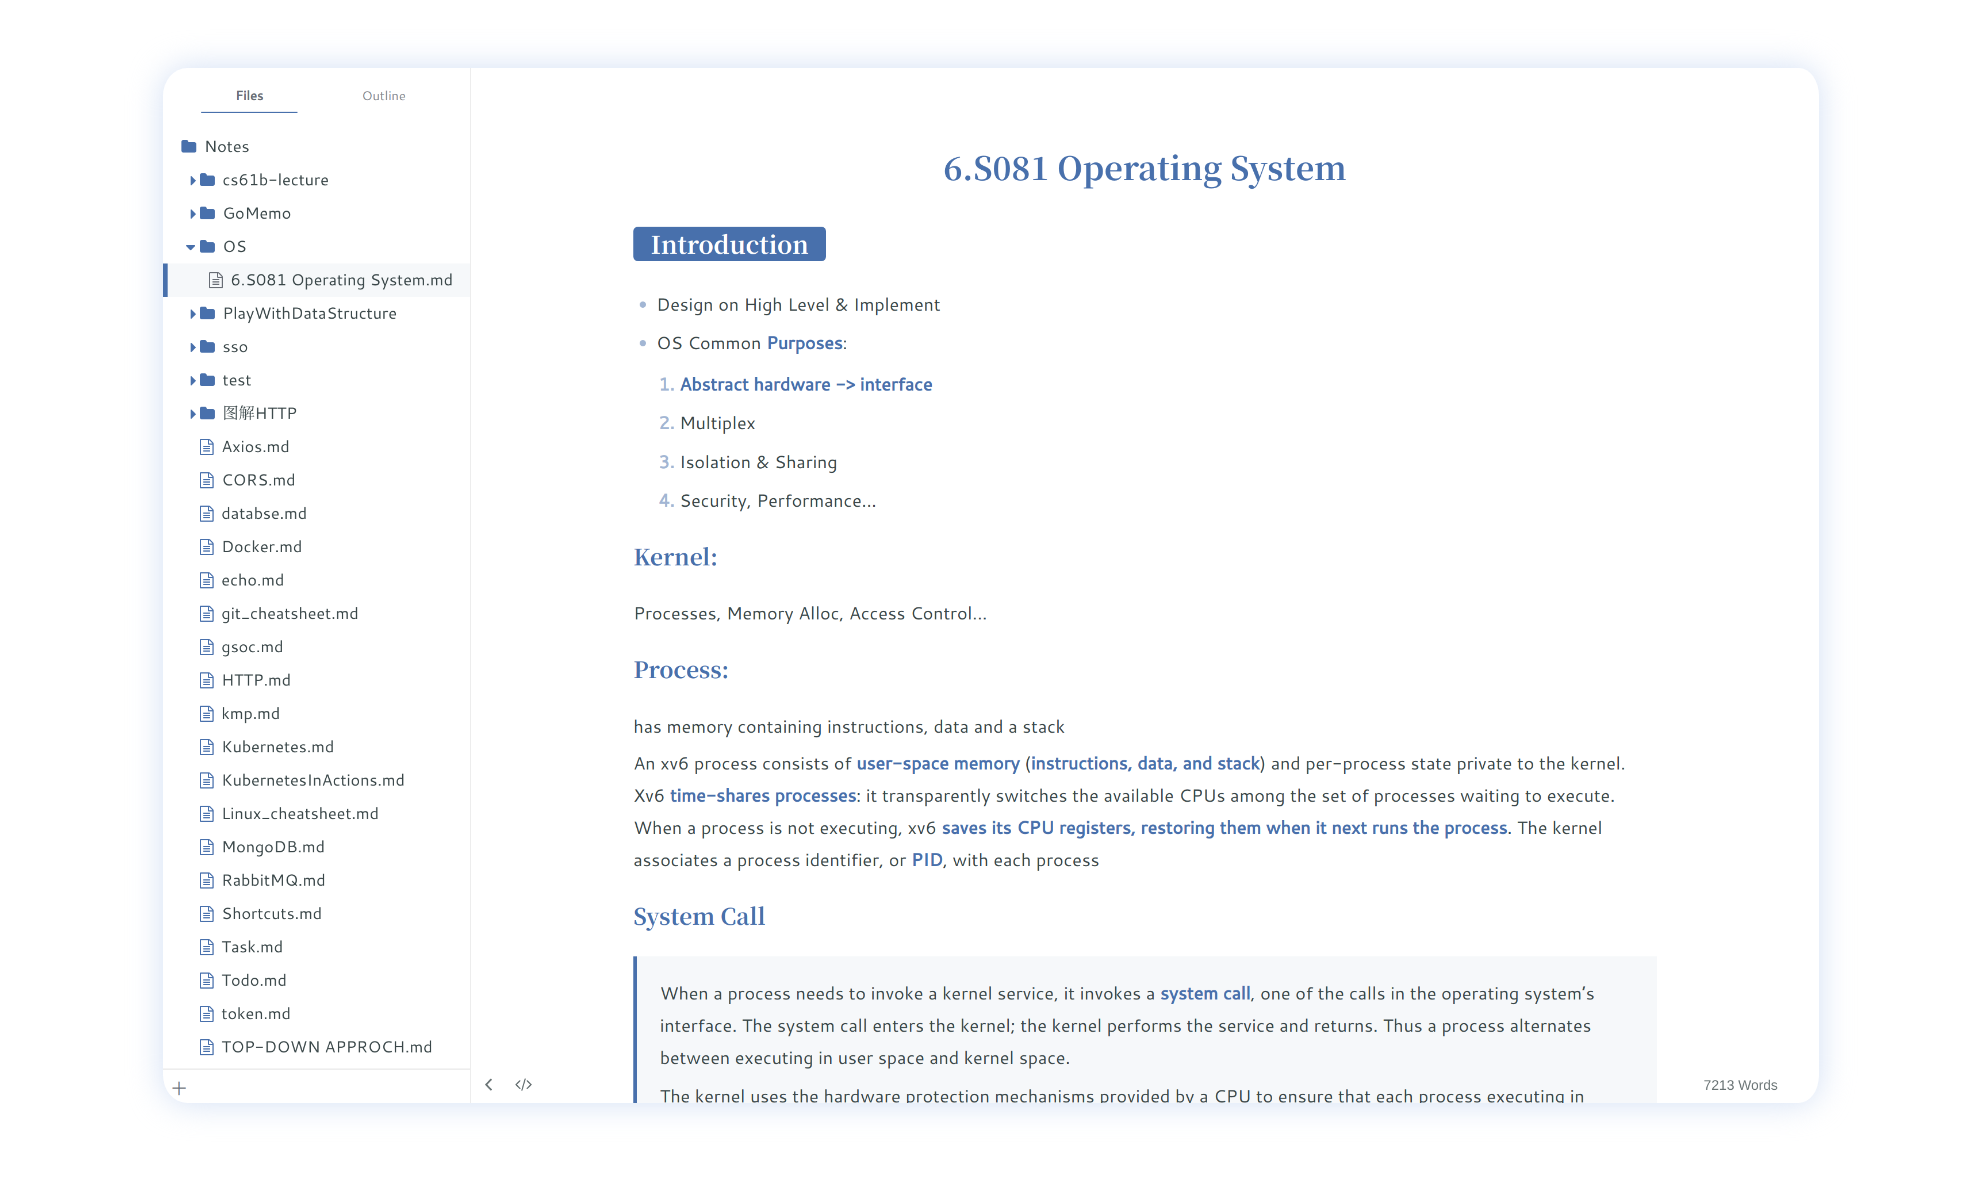 Files
Outline
Notes
cs61b-lecture
GoMemo
OS
6.S081 Operating System.md
PlayWithDataStructure
sso
test
图解HTTP
Axios.md
CORS.md
databse.md
Docker.md
echo.md
git_cheatsheet.md
gsoc.md
HTTP.md
kmp.md
Kubernetes.md
KubernetesInActions.md
Linux_cheatsheet.md
MongoDB.md
RabbitMQ.md
Shortcuts.md
Task.md
Todo.md
token.md
TOP-DOWN APPROCH.md
6.S081 Operating System
Introduction
• Design on High Level & Implement
• OS Common Purposes:
1. Abstract hardware -> interface
2. Multiplex
3. Isolation & Sharing
4. Security, Performance...
Kernel:
Processes, Memory Alloc, Access Control...
Process:
has memory containing instructions, data and a stack
An xv6 process consists of user-space memory (instructions, data, and stack) and per-process state private to the kernel.
Xv6 time-shares processes: it transparently switches the available CPUs among the set of processes waiting to execute.
When a process is not executing, xv6 saves its CPU registers, restoring them when it next runs the process. The kernel
associates a process identifier, or PID, with each process
System Call
When a process needs to invoke a kernel service, it invokes a system call, one of the calls in the operating system's
interface. The system call enters the kernel; the kernel performs the service and returns. Thus a process alternates
between executing in user space and kernel space.
The kernel uses the hardware protection mechanisms provided by a CPU to ensure that each process executing in
7213 Words